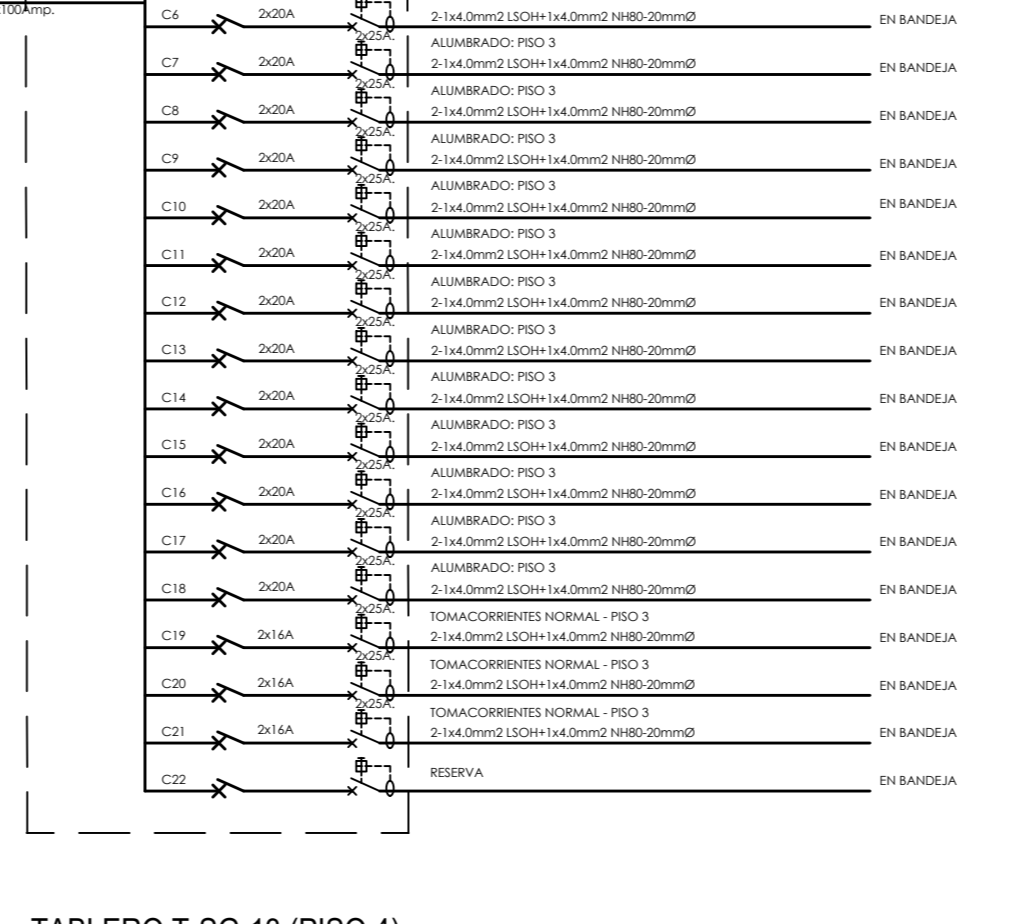 100Amp.
C6 2x20A 2-1x4.0mm2 LSOH+1x4.0mm2 NH80-20mmØ EN BANDEJA
2x25A.
ALUMBRADO: PISO 3
C7 2x20A 2-1x4.0mm2 LSOH+1x4.0mm2 NH80-20mmØ EN BANDEJA
2x25A.
ALUMBRADO: PISO 3
C8 2x20A 2-1x4.0mm2 LSOH+1x4.0mm2 NH80-20mmØ EN BANDEJA
2x25A.
ALUMBRADO: PISO 3
C9 2x20A 2-1x4.0mm2 LSOH+1x4.0mm2 NH80-20mmØ EN BANDEJA
2x25A.
ALUMBRADO: PISO 3
C10 2x20A 2-1x4.0mm2 LSOH+1x4.0mm2 NH80-20mmØ EN BANDEJA
2x25A.
ALUMBRADO: PISO 3
C11 2x20A 2-1x4.0mm2 LSOH+1x4.0mm2 NH80-20mmØ EN BANDEJA
2x25A.
ALUMBRADO: PISO 3
C12 2x20A 2-1x4.0mm2 LSOH+1x4.0mm2 NH80-20mmØ EN BANDEJA
2x25A.
ALUMBRADO: PISO 3
C13 2x20A 2-1x4.0mm2 LSOH+1x4.0mm2 NH80-20mmØ EN BANDEJA
2x25A.
ALUMBRADO: PISO 3
C14 2x20A 2-1x4.0mm2 LSOH+1x4.0mm2 NH80-20mmØ EN BANDEJA
2x25A.
ALUMBRADO: PISO 3
C15 2x20A 2-1x4.0mm2 LSOH+1x4.0mm2 NH80-20mmØ EN BANDEJA
2x25A.
ALUMBRADO: PISO 3
C16 2x20A 2-1x4.0mm2 LSOH+1x4.0mm2 NH80-20mmØ EN BANDEJA
2x25A.
ALUMBRADO: PISO 3
C17 2x20A 2-1x4.0mm2 LSOH+1x4.0mm2 NH80-20mmØ EN BANDEJA
2x25A.
ALUMBRADO: PISO 3
C18 2x20A 2-1x4.0mm2 LSOH+1x4.0mm2 NH80-20mmØ EN BANDEJA
2x25A.
TOMACORRIENTES NORMAL - PISO 3
C19 2x16A 2-1x4.0mm2 LSOH+1x4.0mm2 NH80-20mmØ EN BANDEJA
2x25A.
TOMACORRIENTES NORMAL - PISO 3
C20 2x16A 2-1x4.0mm2 LSOH+1x4.0mm2 NH80-20mmØ EN BANDEJA
2x25A.
TOMACORRIENTES NORMAL - PISO 3
C21 2x16A 2-1x4.0mm2 LSOH+1x4.0mm2 NH80-20mmØ EN BANDEJA
C22 RESERVA EN BANDEJA
TABLERO T-SG-10 (PISO 4)